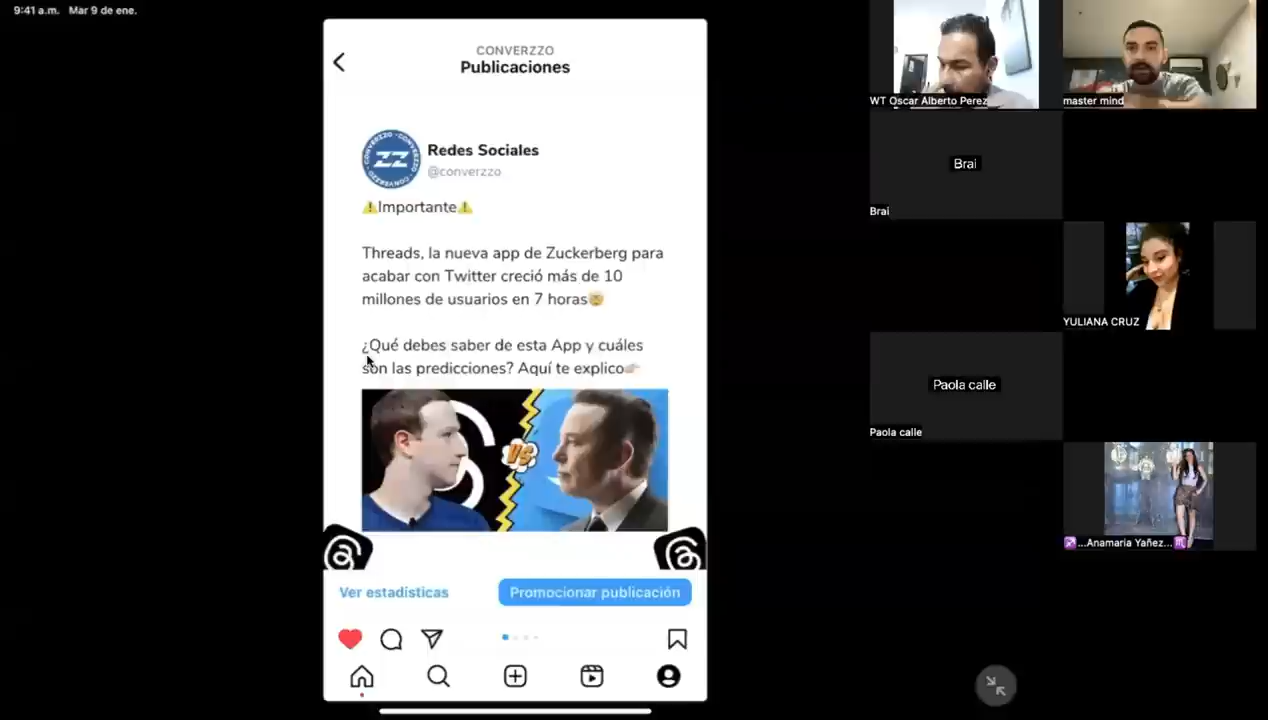 9:41 a.m. Mar 9 de ene.
CONVERZZO
Publicaciones
CONVERZZO · CONVERZZO ·
ZZ
Redes Sociales
@converzzo
⚠️Importante⚠️
Threads, la nueva app de Zuckerberg para
acabar con Twitter creció más de 10
millones de usuarios en 7 horas🤯
¿Qué debes saber de esta App y cuáles
son las predicciones? Aquí te explico👉🏻
VS
Ver estadísticas
Promocionar publicación
WT Oscar Alberto Perez
master mind
Brai
Brai
YULIANA CRUZ
Paola calle
Paola calle
♐...Anamaria Yañez...♏